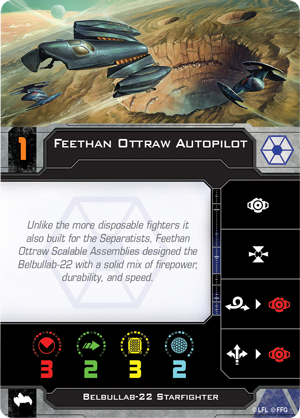 Feethan Ottraw Autopilot
1
Unlike the more disposable fighters it
also built for the Separatists, Feethan
Ottraw Scalable Assemblies designed the
Belbullab-22 with a solid mix of firepower,
durability, and speed.
3 2 3 2
Belbullab-22 Starfighter
©LFL ©FFG